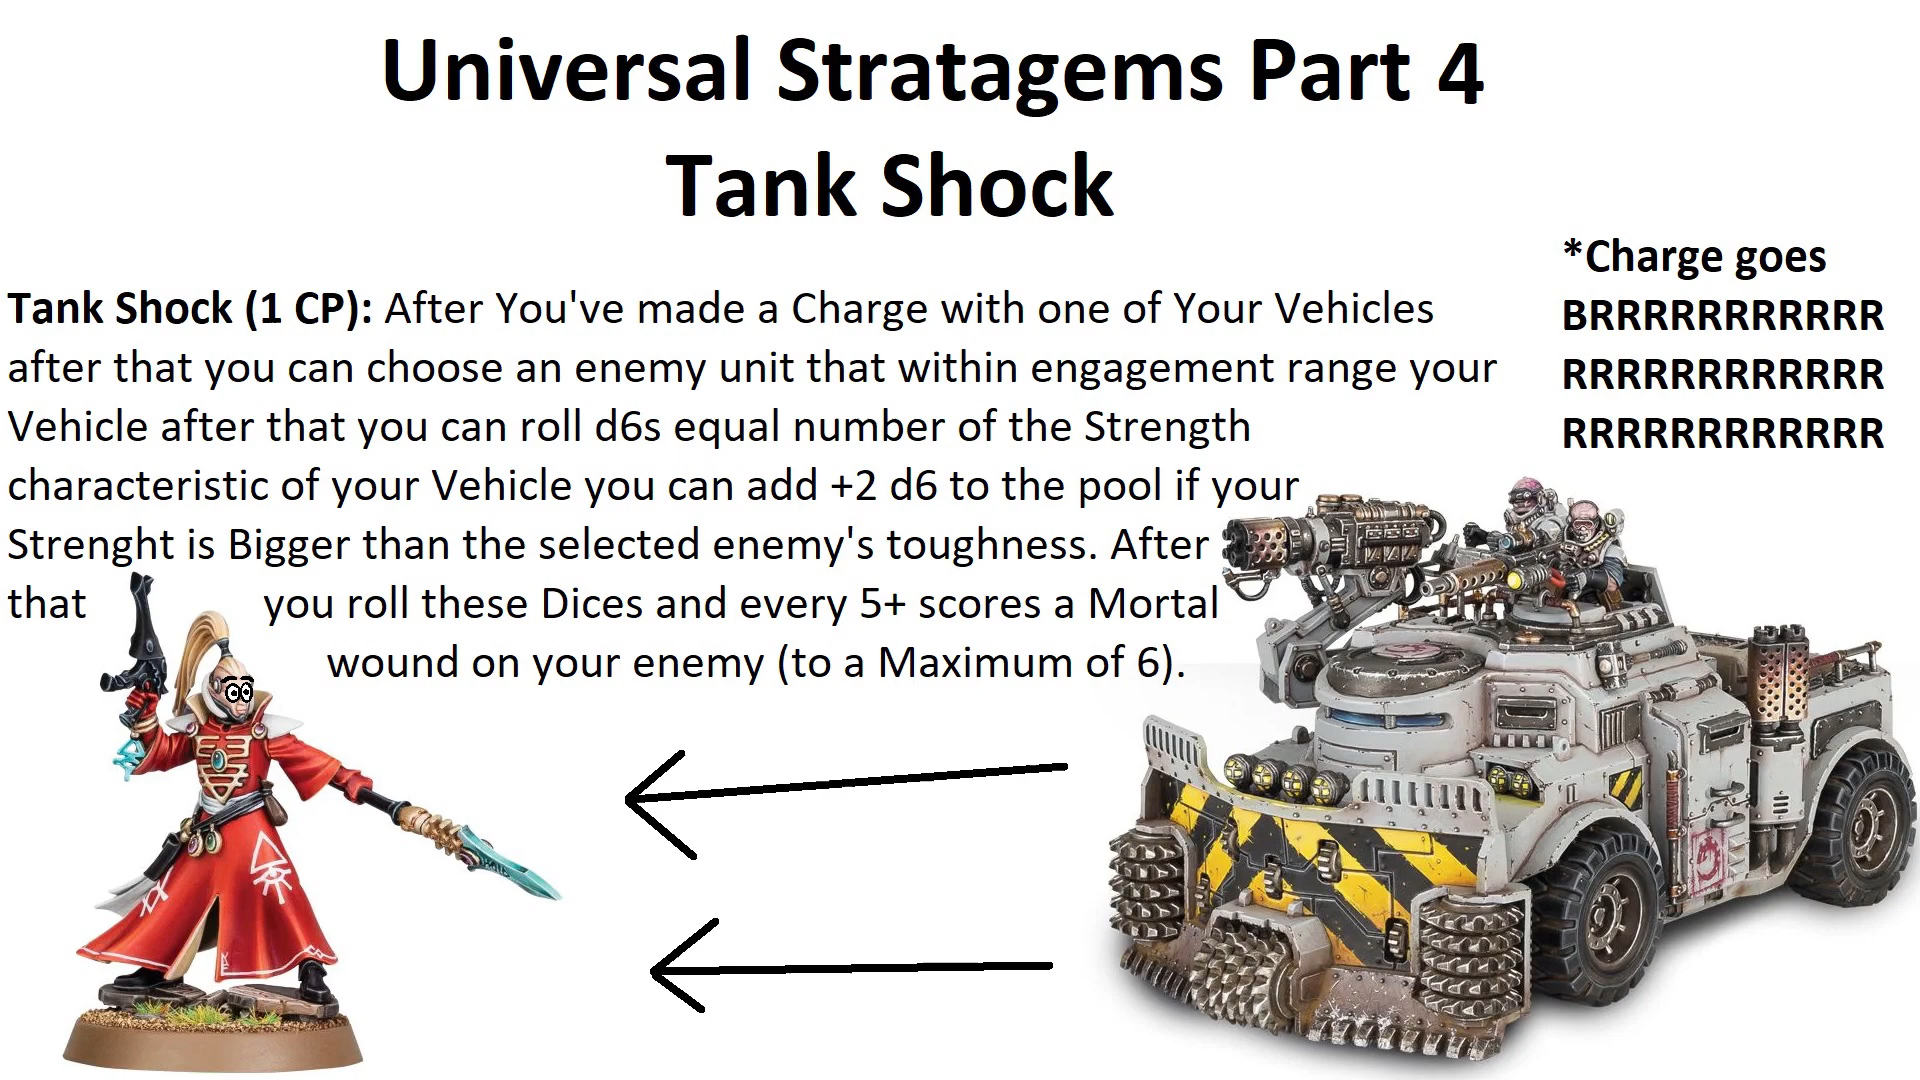 Universal Stratagems Part 4
Tank Shock
*Charge goes
BRRRRRRRRRRR
RRRRRRRRRRRR
RRRRRRRRRRRR
Tank Shock (1 CP): After You've made a Charge with one of Your Vehicles
after that you can choose an enemy unit that within engagement range your
Vehicle after that you can roll d6s equal number of the Strength
characteristic of your Vehicle you can add +2 d6 to the pool if your
Strenght is Bigger than the selected enemy's toughness. After
that you roll these Dices and every 5+ scores a Mortal
wound on your enemy (to a Maximum of 6).